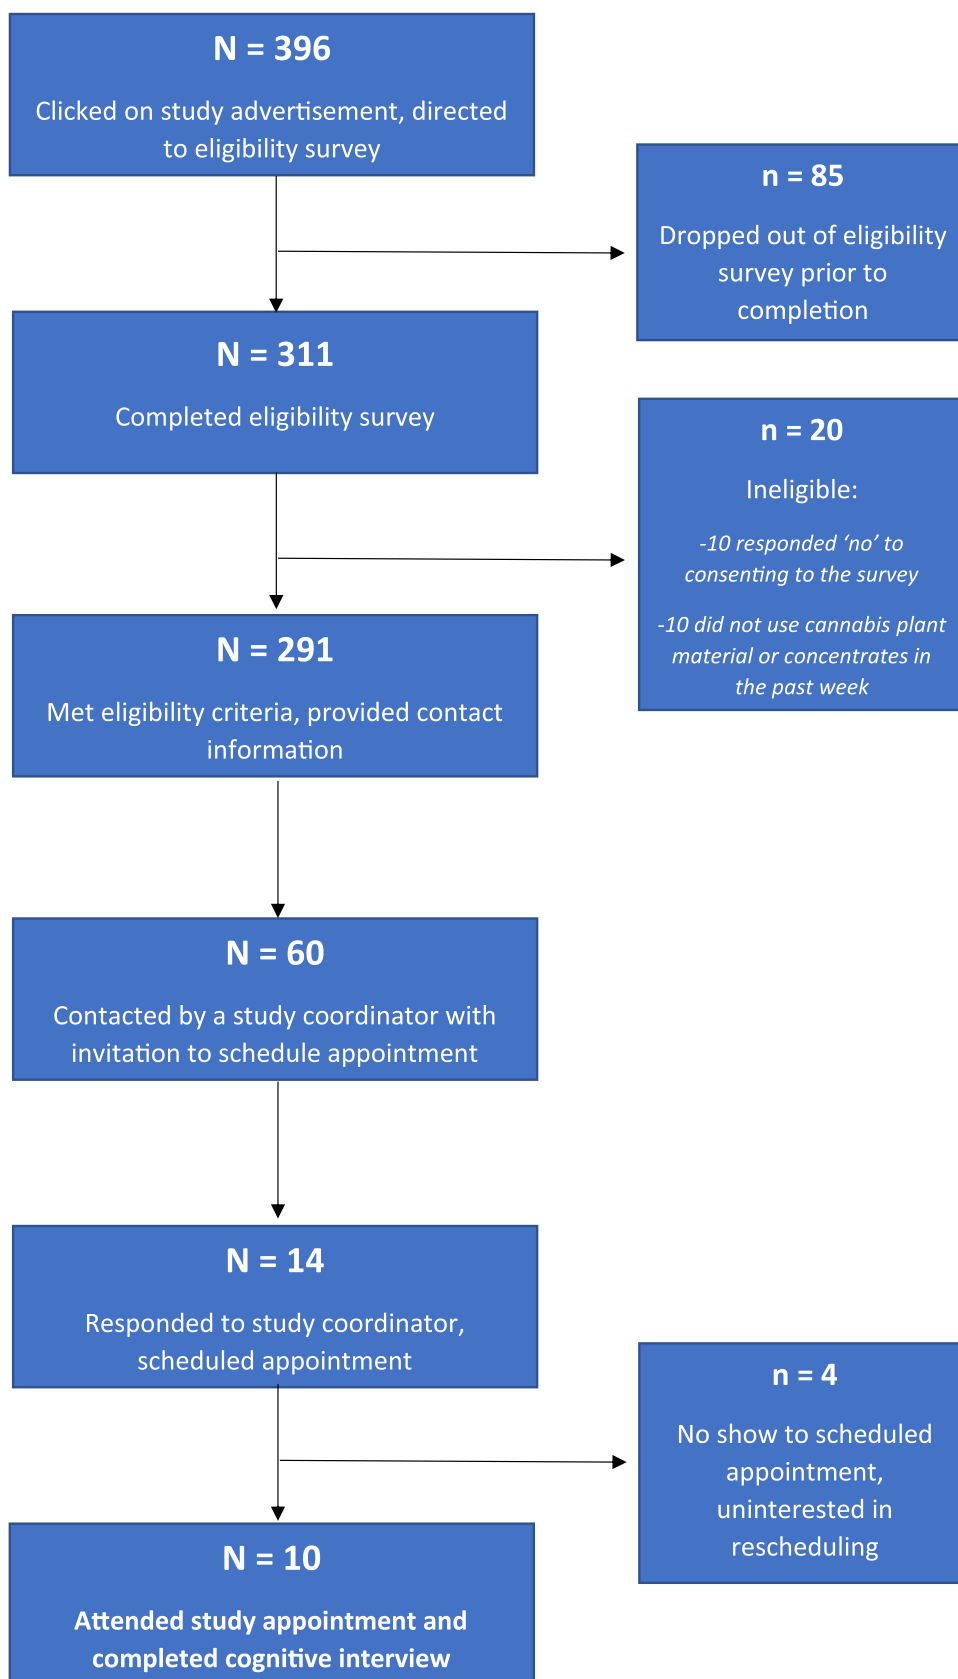 N = 396
Clicked on study advertisement, directed
to eligibility survey
n = 85
Dropped out of eligibility
survey prior to
completion
N = 311
Completed eligibility survey
n = 20
Ineligible:
-10 responded ‘no’ to
consenting to the survey
-10 did not use cannabis plant
material or concentrates in
the past week
N = 291
Met eligibility criteria, provided contact
information
N = 60
Contacted by a study coordinator with
invitation to schedule appointment
N = 14
Responded to study coordinator,
scheduled appointment
n = 4
No show to scheduled
appointment,
uninterested in
rescheduling
N = 10
Attended study appointment and
completed cognitive interview